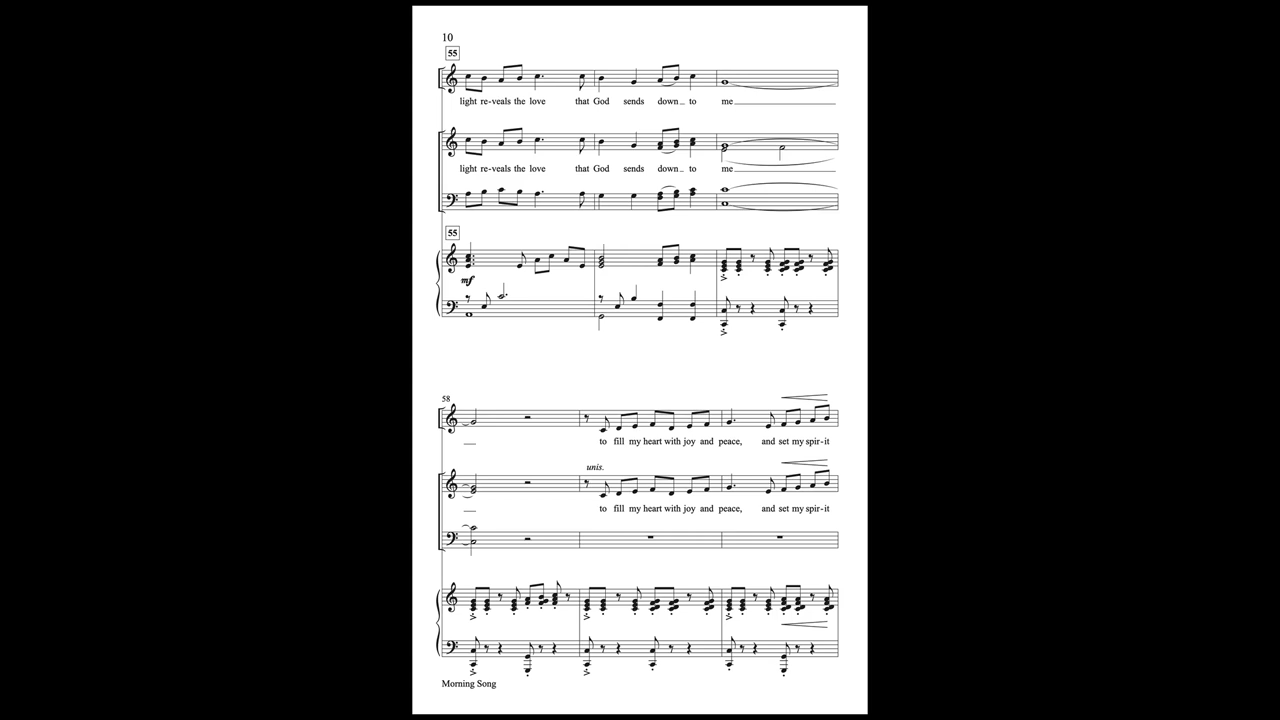 10
55
light re-veals the love that God sends down_ to me
light re-veals the love that God sends down_ to me
55
mf
58
to fill my heart with joy and peace, and set my spir-it
unis.
to fill my heart with joy and peace, and set my spir-it
Morning Song